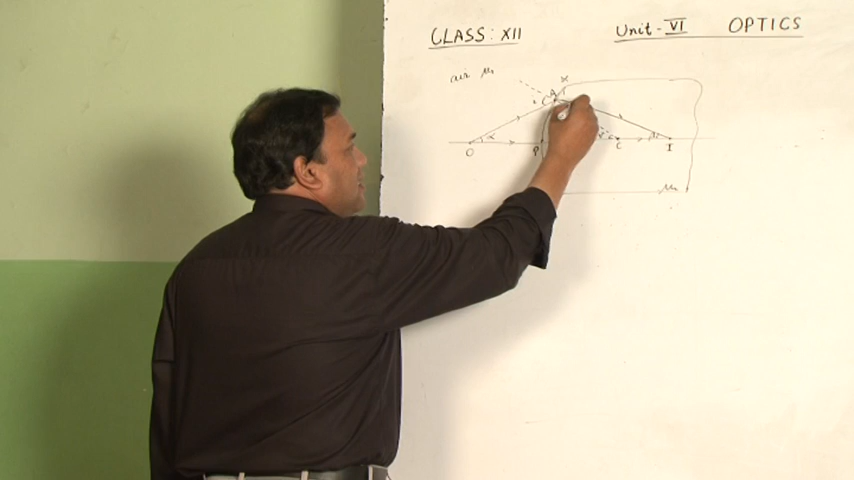 CLASS: XII
Unit-VI OPTICS
air μ₁
X
A
i
α γ
O P C I
μ₂